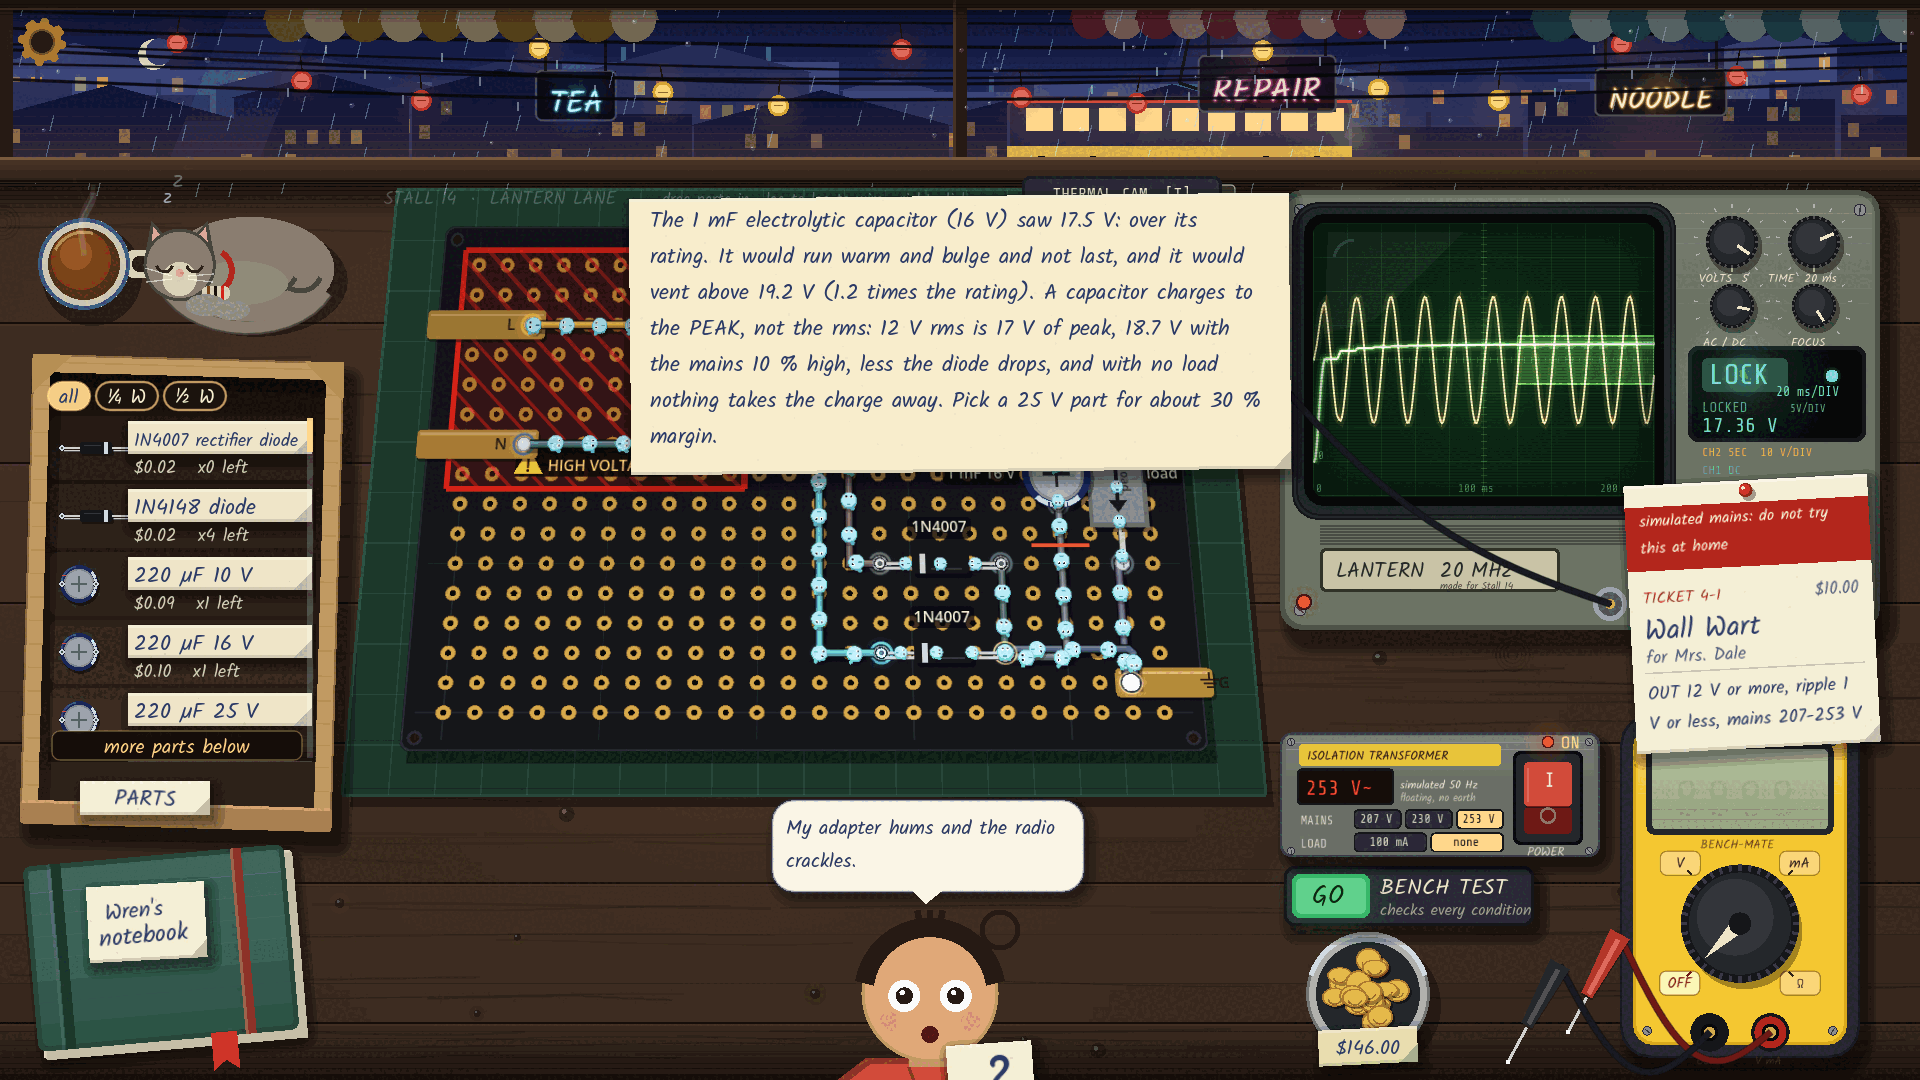 TEA
REPAIR
NOODLE
STALL 14 · LANTERN LANE
THERMAL CAM [T]
The 1 mF electrolytic capacitor (16 V) saw 17.5 V: over its
rating. It would run warm and bulge and not last, and it would
vent above 19.2 V (1.2 times the rating). A capacitor charges to
the PEAK, not the rms: 12 V rms is 17 V of peak, 18.7 V with
the mains 10 % high, less the diode drops, and with no load
nothing takes the charge away. Pick a 25 V part for about 30 %
margin.
z
z
L
N
HIGH VOLTA
1 mF 16 V
load
1N4007
1N4007
G
all
¼ W
½ W
1N4007 rectifier diode
$0.02 x0 left
1N4148 diode
$0.02 x4 left
220 µF 10 V
$0.09 x1 left
220 µF 16 V
$0.10 x1 left
220 µF 25 V
more parts below
PARTS
Wren's
notebook
0
0
100 ms
200
VOLTS 5
TIME 20 ms
AC / DC
FOCUS
LOCK
20 ms/DIV
LOCKED
5V/DIV
17.36 V
CH2 SEC 10 V/DIV
CH1 DC
LANTERN 20 MHz
made for Stall 14
simulated mains: do not try
this at home
TICKET 4-1
$10.00
Wall Wart
for Mrs. Dale
OUT 12 V or more, ripple 1
V or less, mains 207-253 V
ISOLATION TRANSFORMER
ON
253 V~
simulated 50 Hz
floating, no earth
I
MAINS
207 V
230 V
253 V
LOAD
100 mA
none
POWER
GO
BENCH TEST
checks every condition
My adapter hums and the radio
crackles.
2
$146.00
BENCH-MATE
V
mA
OFF
Ω